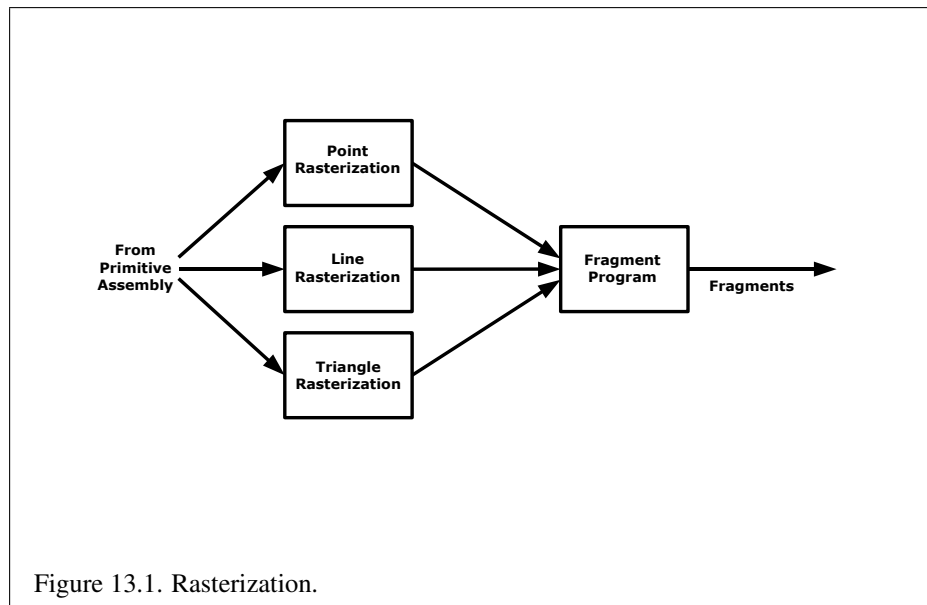 Point
Rasterization
From
Primitive
Assembly
Line
Rasterization
Triangle
Rasterization
Fragment
Program
Fragments
Figure 13.1. Rasterization.